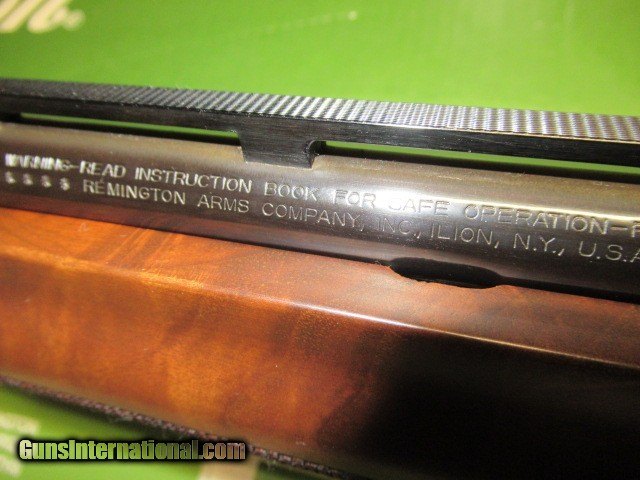 WARNING-READ INSTRUCTION BOOK FOR SAFE OPERATION-
REMINGTON ARMS COMPANY, INC., ILION, N.Y., U.S.A
GunsInternational.com